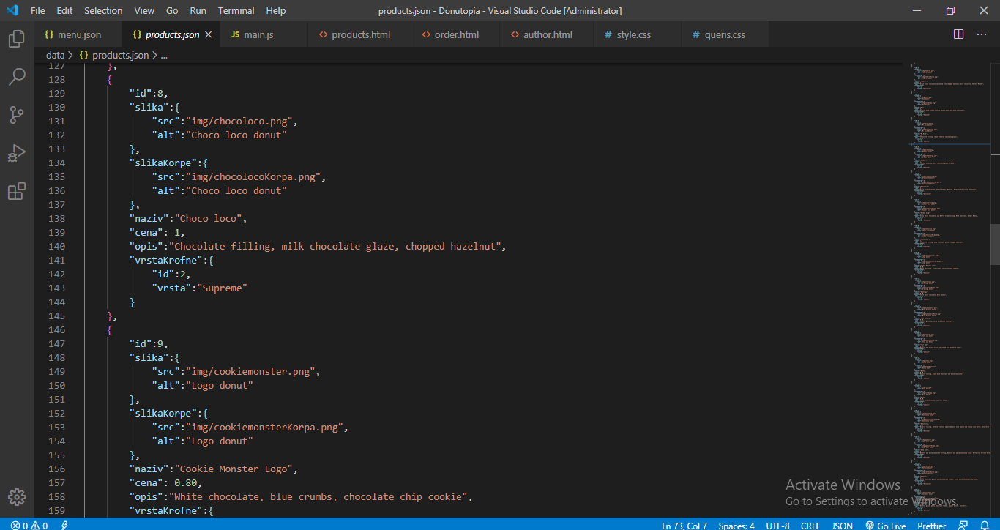 File Edit Selection View Go Run Terminal Help products.json - Donutopia - Visual Studio Code [Administrator]
{} menu.json {} products.json JS main.js <> products.html <> order.html <> author.html # style.css # queris.css
data > {} products.json > ...
127 },
128 {
129 "id":8,
130 "slika":{
131 "src":"img/chocoloco.png",
132 "alt":"Choco loco donut"
133 },
134 "slikaKorpe":{
135 "src":"img/chocolocoKorpa.png",
136 "alt":"Choco loco donut"
137 },
138 "naziv":"Choco loco",
139 "cena": 1,
140 "opis":"Chocolate filling, milk chocolate glaze, chopped hazelnut",
141 "vrstaKrofne":{
142 "id":2,
143 "vrsta":"Supreme"
144 }
145 },
146 {
147 "id":9,
148 "slika":{
149 "src":"img/cookiemonster.png",
150 "alt":"Logo donut"
151 },
152 "slikaKorpe":{
153 "src":"img/cookiemonsterKorpa.png",
154 "alt":"Logo donut"
155 },
156 "naziv":"Cookie Monster Logo",
157 "cena": 0.80,
158 "opis":"White chocolate, blue crumbs, chocolate chip cookie",
159 "vrstaKrofne":{
Activate Windows
Go to Settings to activate Windows.
0 0 Ln 73, Col 7 Spaces: 4 UTF-8 CRLF JSON Go Live Prettier